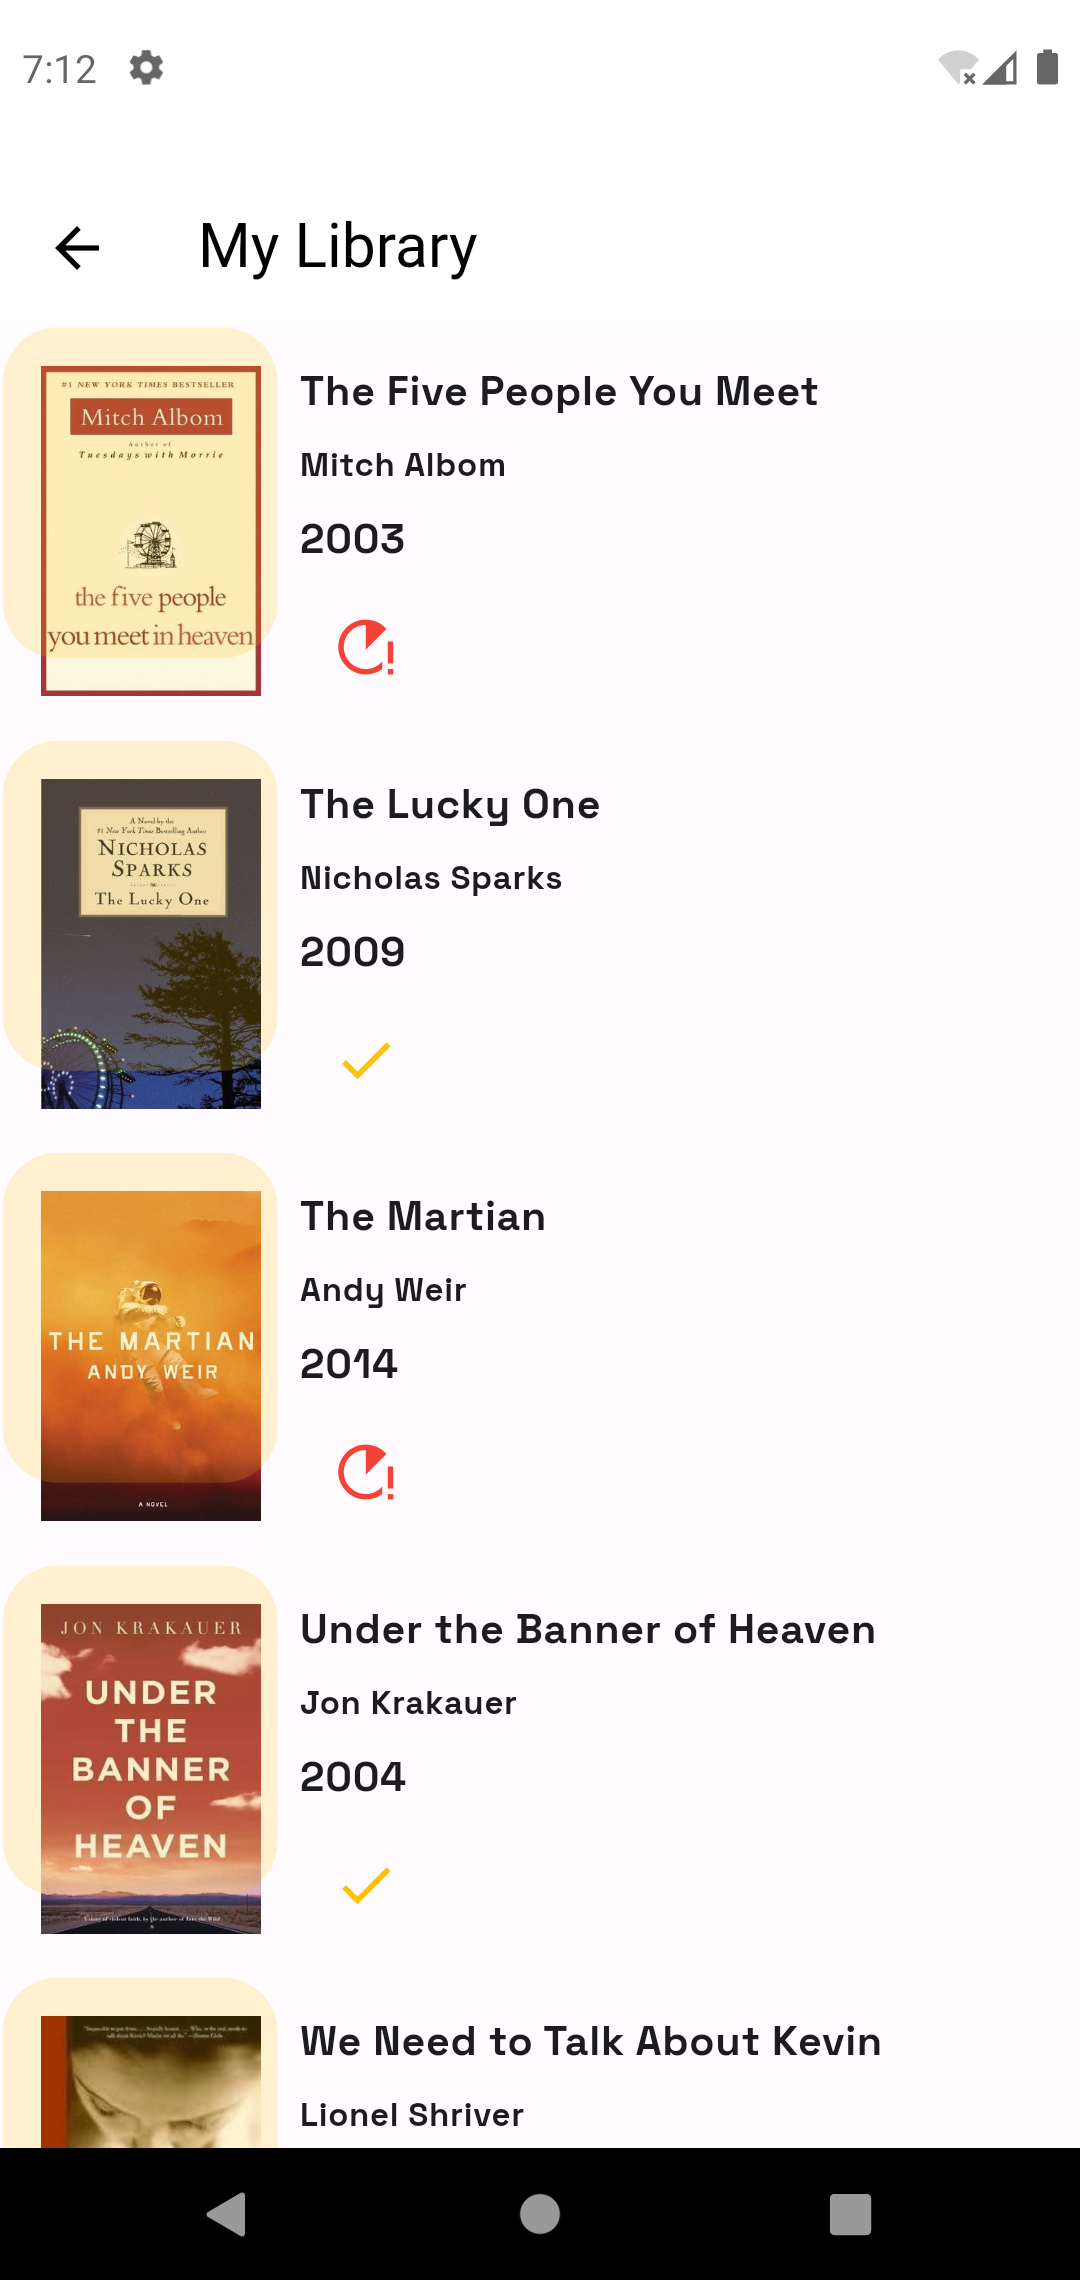 7:12
My Library
#1 NEW YORK TIMES BESTSELLER
Mitch Albom
Author of
Tuesdays with Morrie
the five people
you meet in heaven
The Five People You Meet
Mitch Albom
2003
A Novel by the
#1 New York Times Bestselling Author
NICHOLAS
SPARKS
The Lucky One
The Lucky One
Nicholas Sparks
2009
THE MARTIAN
ANDY WEIR
A NOVEL
The Martian
Andy Weir
2014
JON KRAKAUER
UNDER
THE
BANNER
OF
HEAVEN
Under the Banner of Heaven
Jon Krakauer
2004
We Need to Talk About Kevin
Lionel Shriver